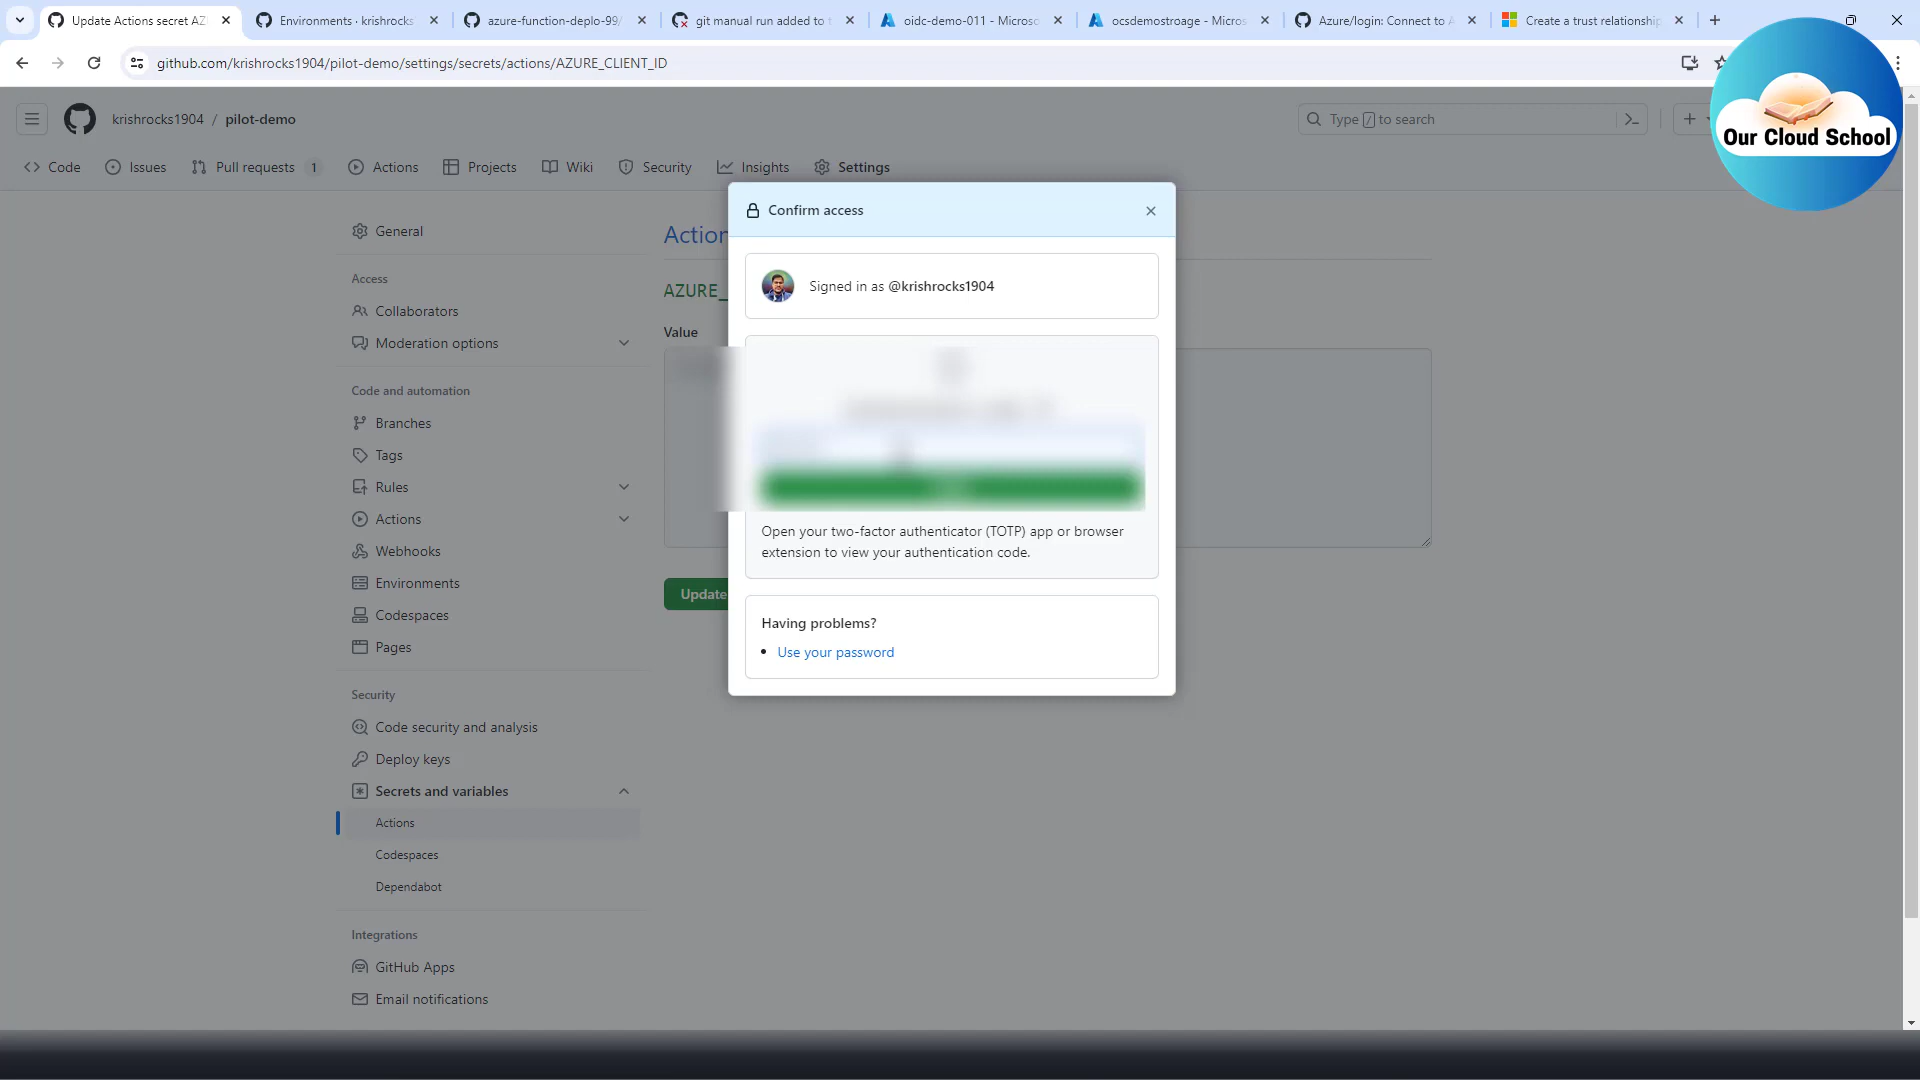 Update Actions secret AZ
Environments · krishrocks
azure-function-deplo-99/
git manual run added to t
oidc-demo-011 - Microso
ocsdemostroage - Micros
Azure/login: Connect to A
Create a trust relationship
github.com/krishrocks1904/pilot-demo/settings/secrets/actions/AZURE_CLIENT_ID
krishrocks1904 / pilot-demo
Type / to search
Our Cloud School
Code
Issues
Pull requests 1
Actions
Projects
Wiki
Security
Insights
Settings
Confirm access
Signed in as @krishrocks1904
Open your two-factor authenticator (TOTP) app or browser
extension to view your authentication code.
Having problems?
• Use your password
General
Access
Collaborators
Moderation options
Code and automation
Branches
Tags
Rules
Actions
Webhooks
Environments
Codespaces
Pages
Security
Code security and analysis
Deploy keys
Secrets and variables
Actions
Codespaces
Dependabot
Integrations
GitHub Apps
Email notifications
Action
AZURE_
Value
Update